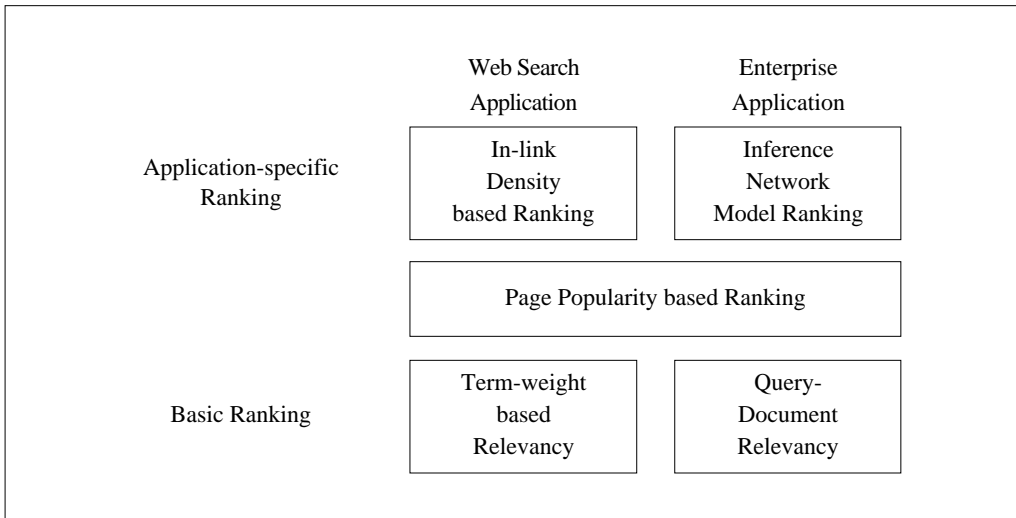 Web Search
Application
Enterprise
Application
Application-specific
Ranking
In-link
Density
based Ranking
Inference
Network
Model Ranking
Page Popularity based Ranking
Basic Ranking
Term-weight
based
Relevancy
Query-
Document
Relevancy